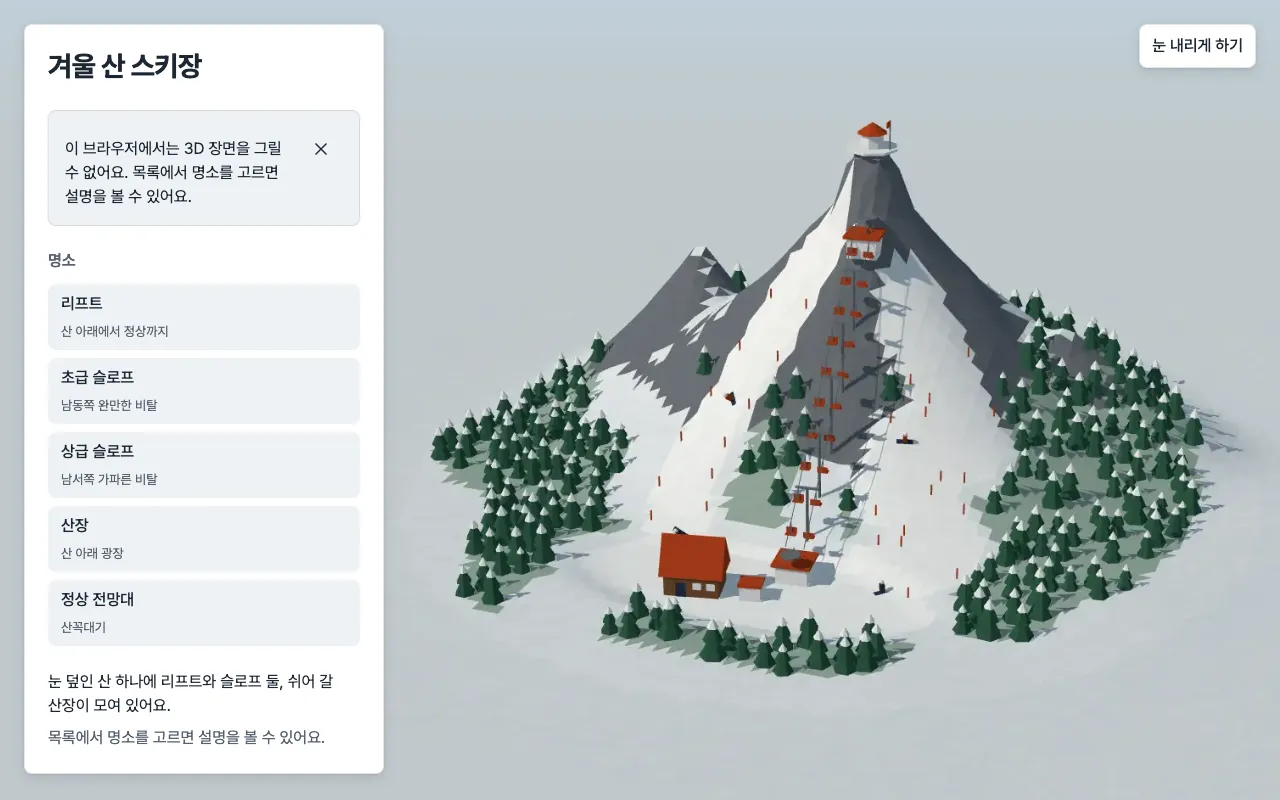 겨울 산 스키장
눈 내리게 하기
이 브라우저에서는 3D 장면을 그릴
수 없어요. 목록에서 명소를 고르면
설명을 볼 수 있어요.
명소
리프트
산 아래에서 정상까지
초급 슬로프
남동쪽 완만한 비탈
상급 슬로프
남서쪽 가파른 비탈
산장
산 아래 광장
정상 전망대
산꼭대기
눈 덮인 산 하나에 리프트와 슬로프 둘, 쉬어 갈
산장이 모여 있어요.
목록에서 명소를 고르면 설명을 볼 수 있어요.